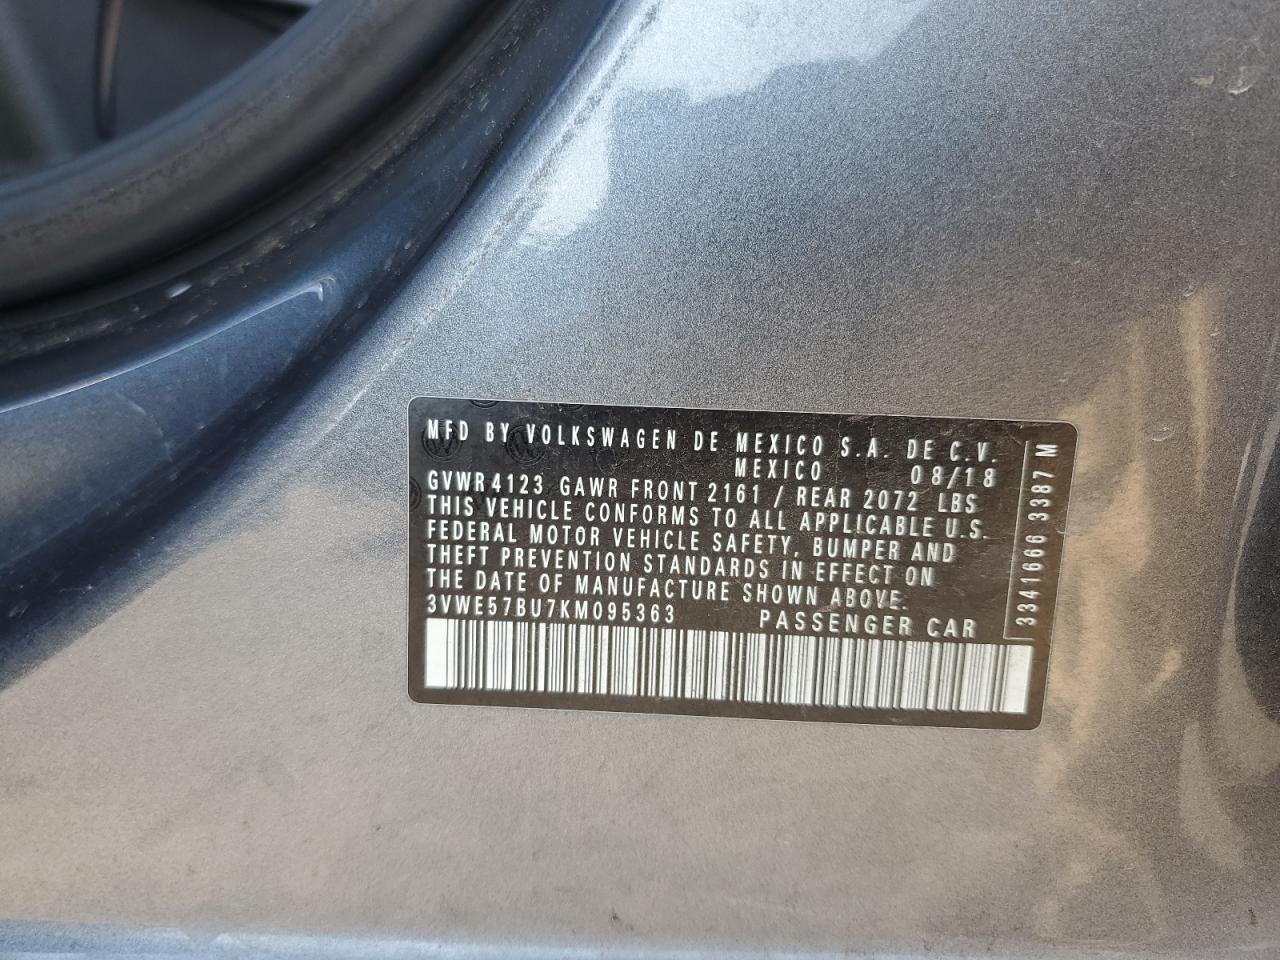 MFD BY VOLKSWAGEN DE MEXICO S.A. DE C.V.
MEXICO 08/18
GVWR 4123 GAWR FRONT 2161 / REAR 2072 LBS
THIS VEHICLE CONFORMS TO ALL APPLICABLE U.S.
FEDERAL MOTOR VEHICLE SAFETY, BUMPER AND
THEFT PREVENTION STANDARDS IN EFFECT ON
THE DATE OF MANUFACTURE SHOWN ABOVE.
3VWE57BU7KM095363 PASSENGER CAR
3341666 3387 M